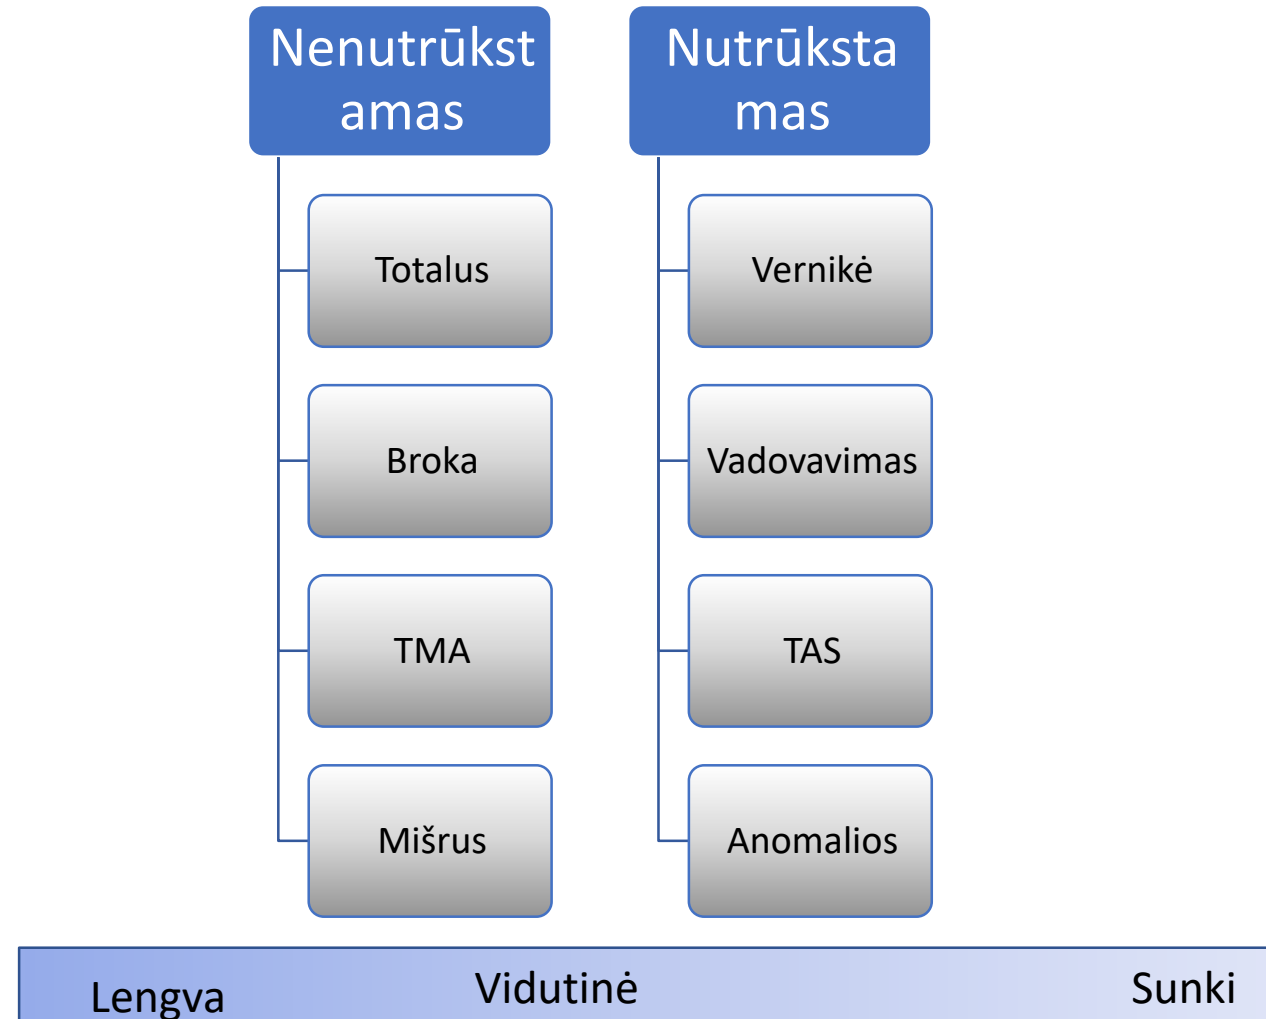 Nenutrūkst
amas
Totalus
Broka
TMA
Mišrus
Nutrūksta
mas
Vernikė
Vadovavimas
TAS
Anomalios
Lengva
Vidutinė
Sunki